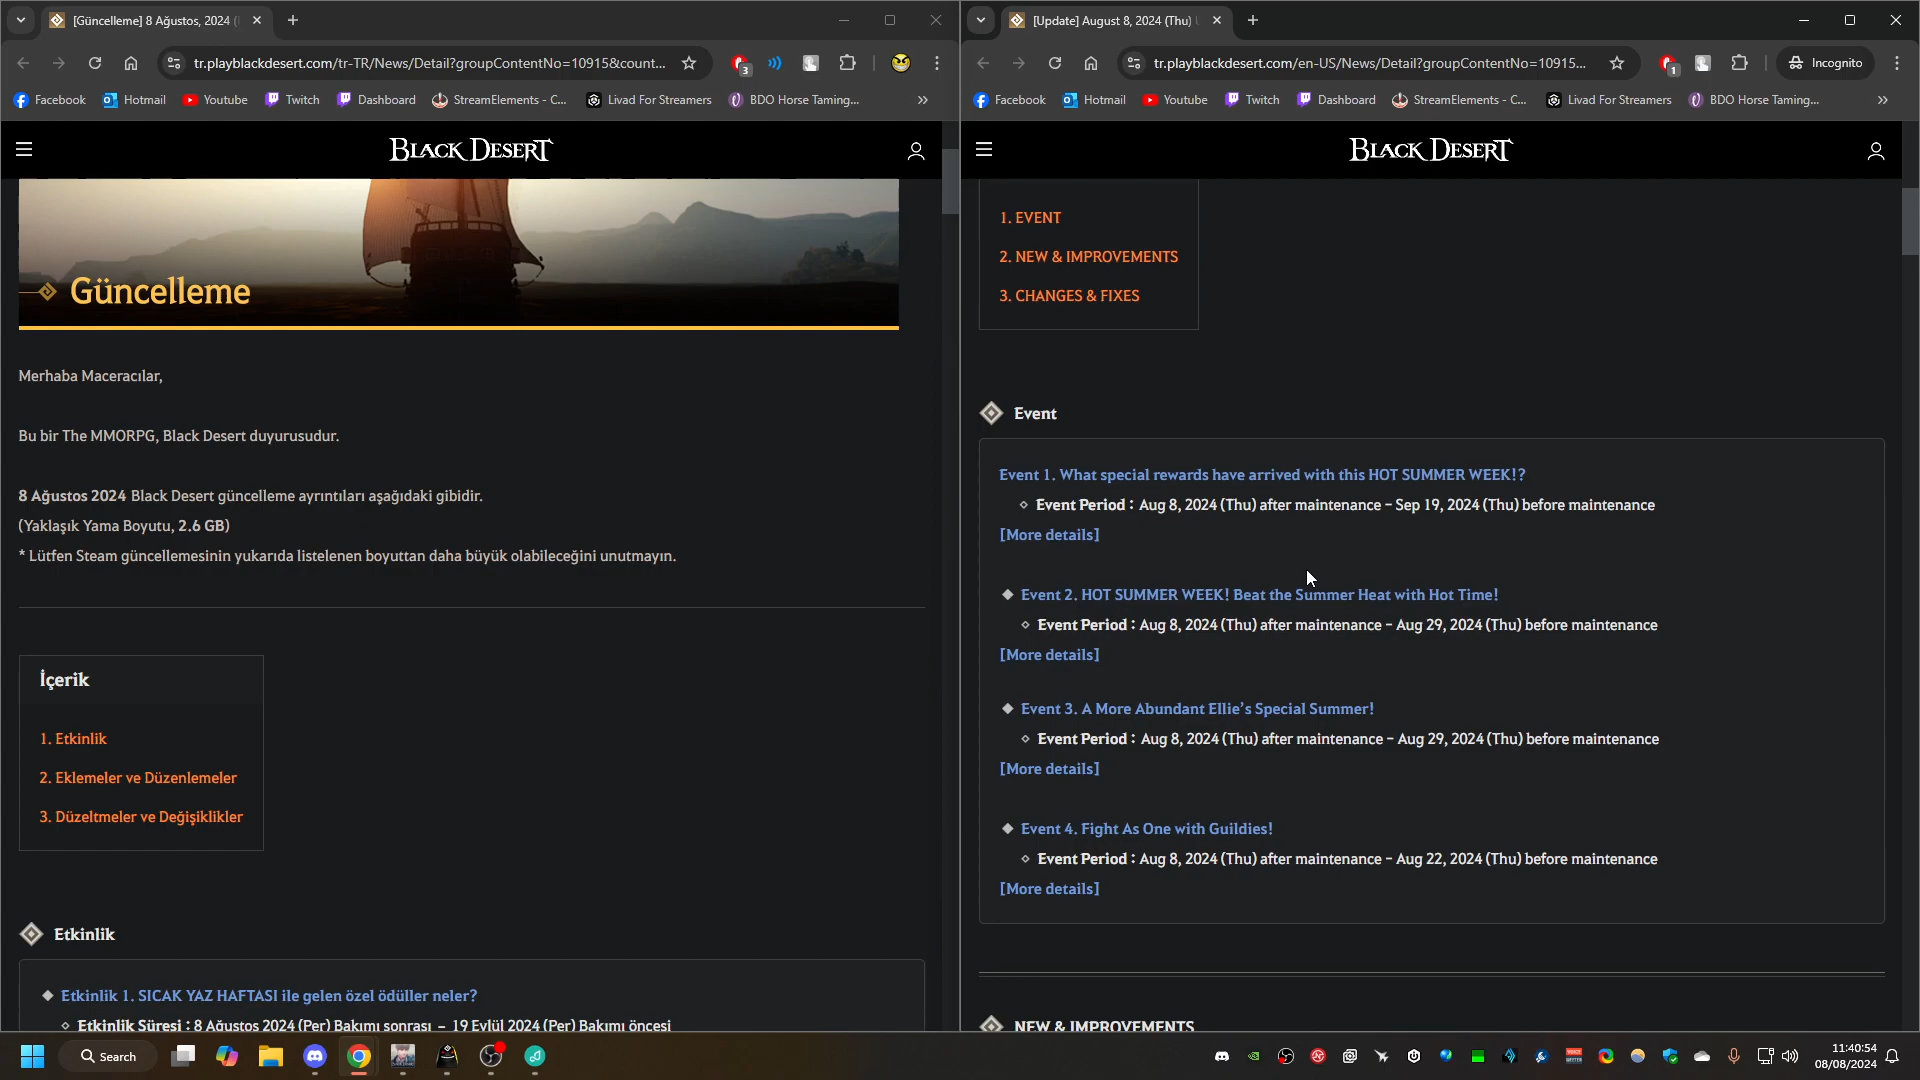 [Güncelleme] 8 Ağustos, 2024 (
tr.playblackdesert.com/tr-TR/News/Detail?groupContentNo=10915&count...
3
Facebook
Hotmail
Youtube
Twitch
Dashboard
StreamElements - C...
Livad For Streamers
BDO Horse Taming...
»
BLACK DESERT
Güncelleme
Merhaba Maceracılar,
Bu bir The MMORPG, Black Desert duyurusudur.
8 Ağustos 2024 Black Desert güncelleme ayrıntıları aşağıdaki gibidir.
(Yaklaşık Yama Boyutu, 2.6 GB)
* Lütfen Steam güncellemesinin yukarıda listelenen boyuttan daha büyük olabileceğini unutmayın.
İçerik
1. Etkinlik
2. Eklemeler ve Düzenlemeler
3. Düzeltmeler ve Değişiklikler
Etkinlik
◆ Etkinlik 1. SICAK YAZ HAFTASI ile gelen özel ödüller neler?
◇ Etkinlik Süresi : 8 Ağustos 2024 (Per) Bakımı sonrası – 19 Eylül 2024 (Per) Bakımı öncesi
[Update] August 8, 2024 (Thu)
tr.playblackdesert.com/en-US/News/Detail?groupContentNo=10915...
1
Incognito
Facebook
Hotmail
Youtube
Twitch
Dashboard
StreamElements - C...
Livad For Streamers
BDO Horse Taming...
»
BLACK DESERT
1. EVENT
2. NEW & IMPROVEMENTS
3. CHANGES & FIXES
Event
Event 1. What special rewards have arrived with this HOT SUMMER WEEK!?
◇ Event Period : Aug 8, 2024 (Thu) after maintenance – Sep 19, 2024 (Thu) before maintenance
[More details]
◆ Event 2. HOT SUMMER WEEK! Beat the Summer Heat with Hot Time!
◇ Event Period : Aug 8, 2024 (Thu) after maintenance – Aug 29, 2024 (Thu) before maintenance
[More details]
◆ Event 3. A More Abundant Ellie’s Special Summer!
◇ Event Period : Aug 8, 2024 (Thu) after maintenance – Aug 29, 2024 (Thu) before maintenance
[More details]
◆ Event 4. Fight As One with Guildies!
◇ Event Period : Aug 8, 2024 (Thu) after maintenance – Aug 22, 2024 (Thu) before maintenance
[More details]
NEW & IMPROVEMENTS
Search
11:40:54
08/08/2024